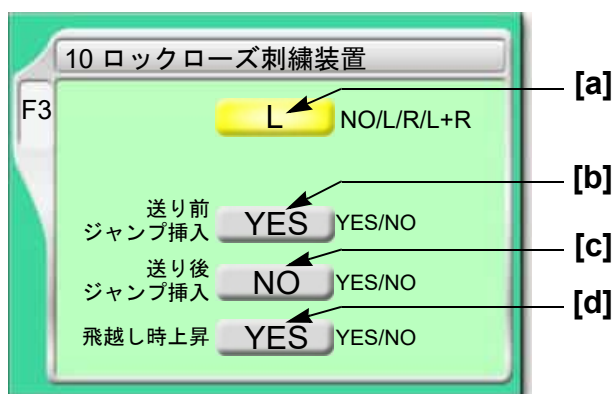 10 ロックローズ刺繍装置
F3
L NO/L/R/L+R
[a]
送り前
ジャンプ挿入 YES YES/NO
[b]
送り後
ジャンプ挿入 NO YES/NO
[c]
飛越し時上昇 YES YES/NO
[d]